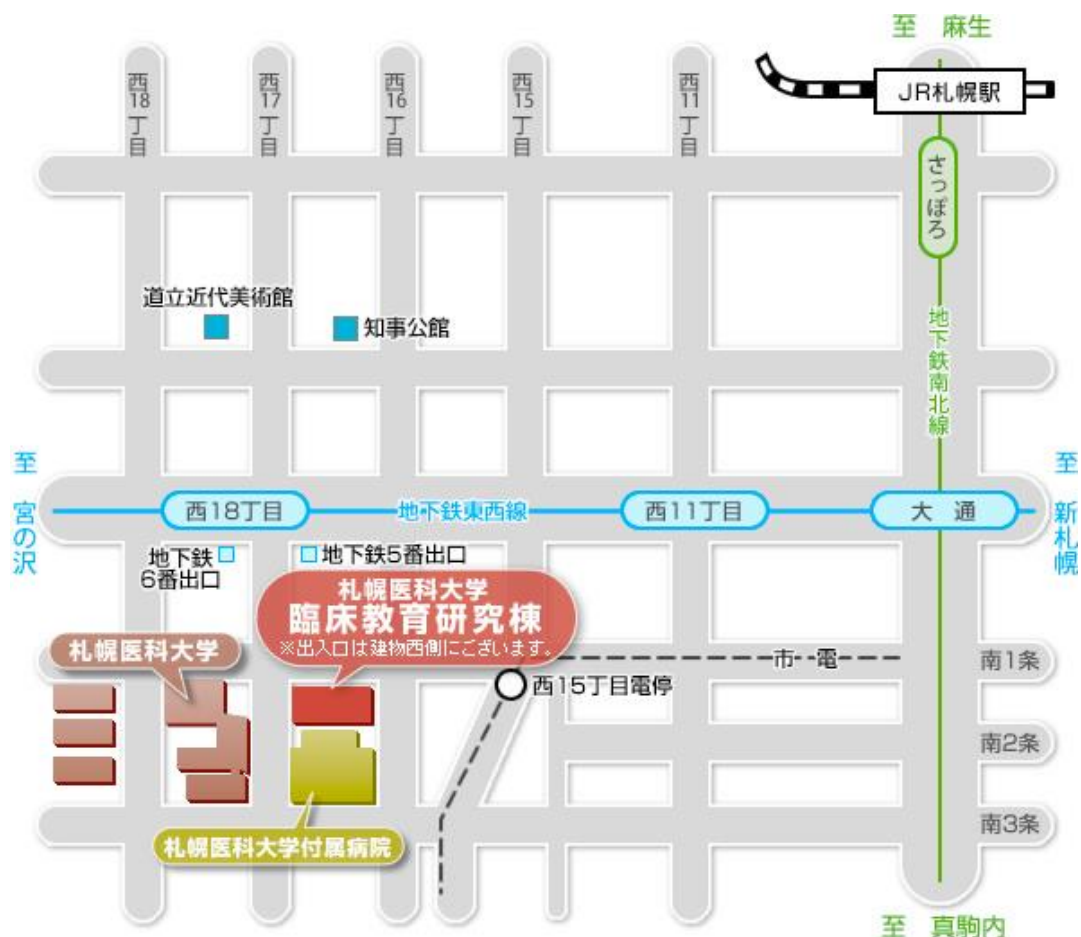 至 麻生
JR札幌駅
西18丁目
西17丁目
西16丁目
西15丁目
西11丁目
さっぽろ
道立近代美術館
知事公館
地下鉄南北線
至 宮の沢
西18丁目
地下鉄東西線
西11丁目
大通
至 新札幌
地下鉄
6番出口
地下鉄5番出口
札幌医科大学
臨床教育研究棟
※出入口は建物西側にございます。
札幌医科大学
市電
南1条
西15丁目電停
南2条
南3条
札幌医科大学付属病院
至 真駒内